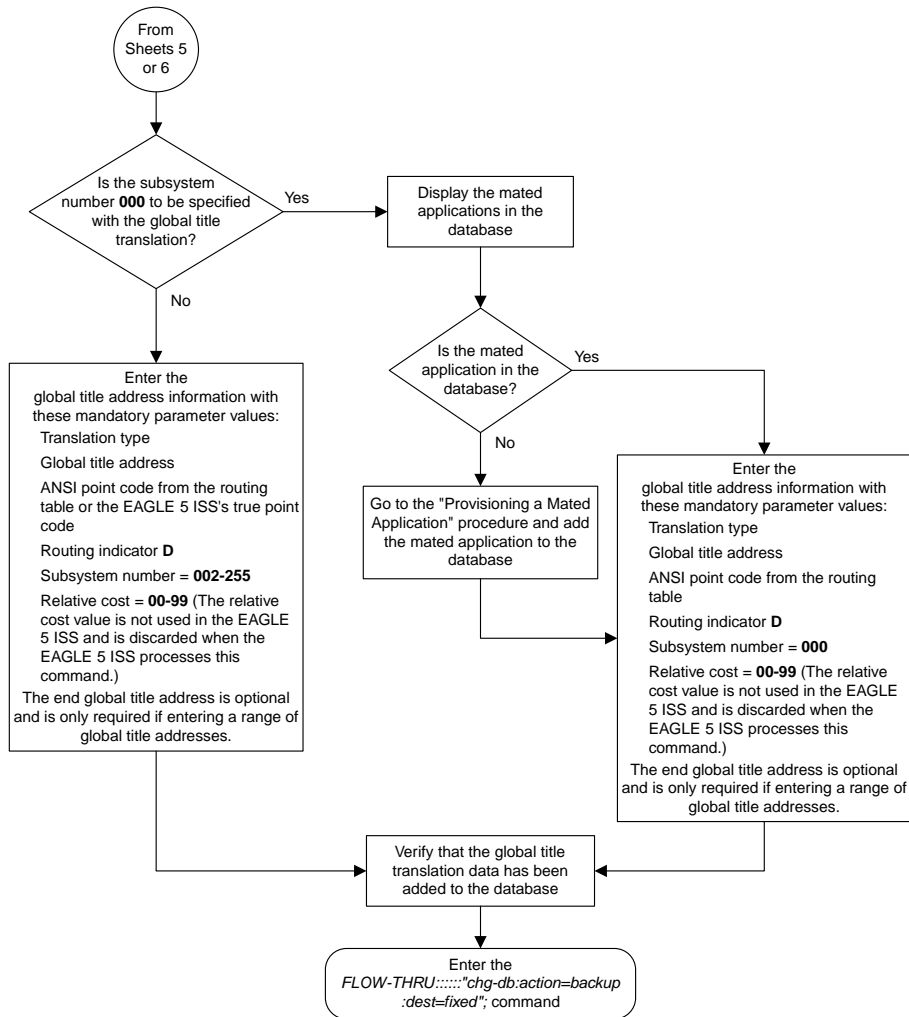 From
Sheets 5
or 6
Is the subsystem
number 000 to be specified
with the global title
translation?
Yes
Display the mated
applications in the
database
No
Is the mated
application in the
database?
Yes
No
Enter the
global title address information with
these mandatory parameter values:
Translation type
Global title address
ANSI point code from the routing
table or the EAGLE 5 ISS's true point
code
Routing indicator D
Subsystem number = 002-255
Relative cost = 00-99 (The relative
cost value is not used in the EAGLE
5 ISS and is discarded when the
EAGLE 5 ISS processes this
command.)
The end global title address is optional
and is only required if entering a range of
global title addresses.
Go to the "Provisioning a Mated
Application" procedure and add
the mated application to the
database
Enter the
global title address information with
these mandatory parameter values:
Translation type
Global title address
ANSI point code from the routing
table
Routing indicator D
Subsystem number = 000
Relative cost = 00-99 (The relative
cost value is not used in the EAGLE
5 ISS and is discarded when the
EAGLE 5 ISS processes this
command.)
The end global title address is optional
and is only required if entering a range of
global title addresses.
Verify that the global title
translation data has been
added to the database
Enter the
FLOW-THRU::::::"chg-db:action=backup
:dest=fixed"; command